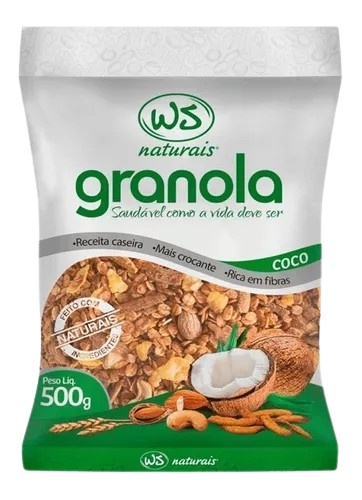 WS
naturais®
granola
Saudável como a vida deve ser
•Receita caseira •Mais crocante •Rica em fibras
COCO
FEITO COM
NATURAIS
INGREDIENTES
Peso Líq.
500g
WS naturais®